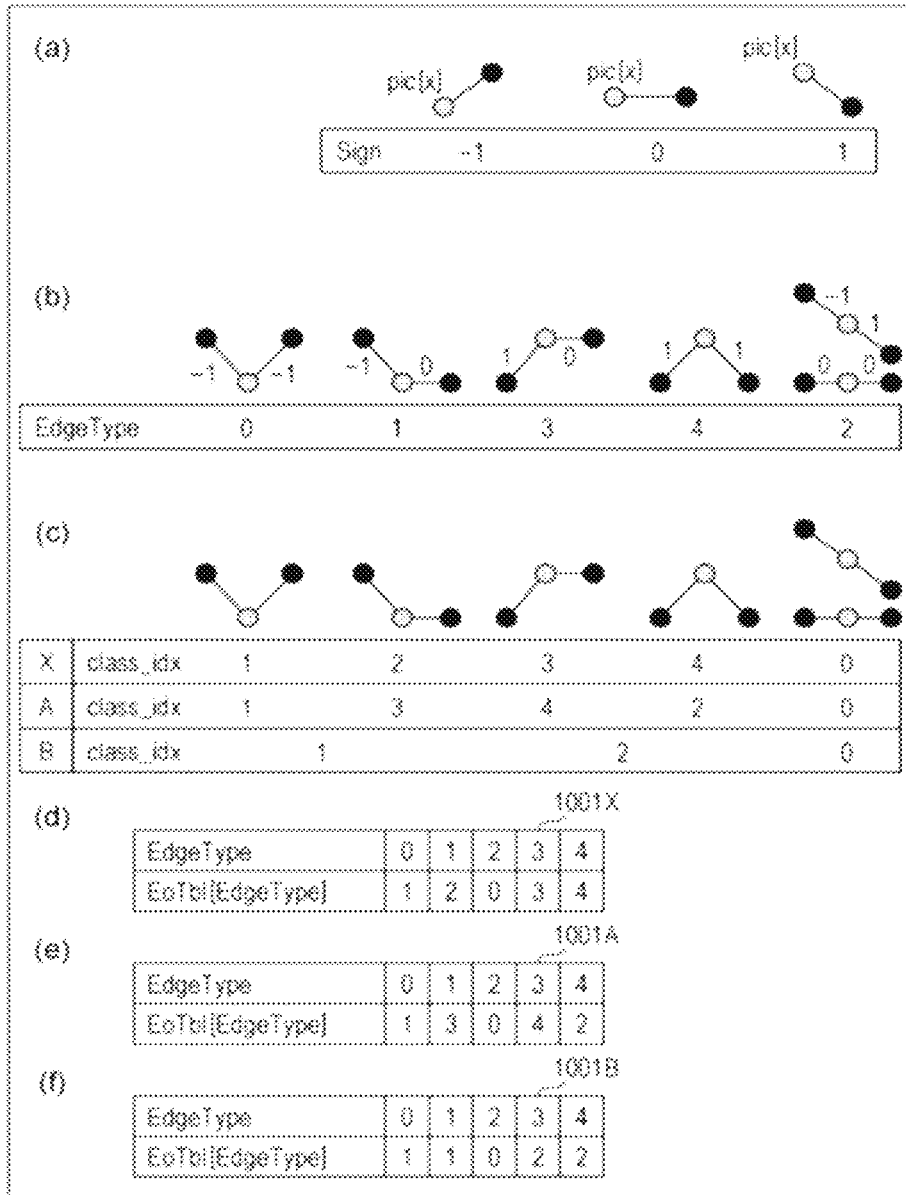 (a)
pic[x] pic[x] pic[x]
Sign -1 0 1
(b)
-1 -1 -1 0 1 0 1 1 -1 1 0 0
EdgeType 0 1 3 4 2
(c)
X class_idx 1 2 3 4 0
A class_idx 1 3 4 2 0
B class_idx 1 2 0
(d)
1001X
EdgeType 0 1 2 3 4
EoTbl[EdgeType] 1 2 0 3 4
(e)
1001A
EdgeType 0 1 2 3 4
EoTbl[EdgeType] 1 3 0 4 2
(f)
1001B
EdgeType 0 1 2 3 4
EoTbl[EdgeType] 1 1 0 2 2